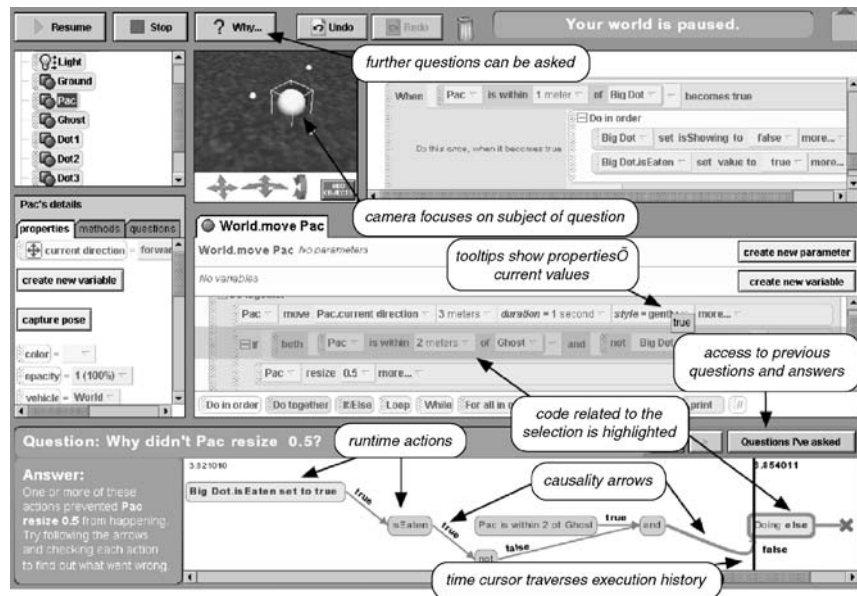 Resume
Stop
? Why...
Undo
Redo
Your world is paused.
further questions can be asked
Light
Ground
Pac
Ghost
Dot1
Dot2
Dot3
When Pac is within 1 meter of Big Dot becomes true
Do in order
Do this once, when it becomes true
Big Dot set isShowing to false more...
Big Dot.isEaten set value to true more...
ADD OBJECTS
camera focuses on subject of question
Pac's details
properties methods questions
current direction = forwar
create new variable
capture pose
color =
opacity = 1 (100%)
vehicle = World
World.move Pac
World.move Pac No parameters
create new parameter
No variables
create new variable
tooltips show propertiesÕ
current values
Do together
Pac move Pac.current direction 3 meters duration = 1 second style = gently more...
true
If both Pac is within 2 meters of Ghost and not Big
Pac resize 0.5 more...
access to previous
questions and answers
Do in order Do together If/Else Loop While For all in print //
code related to the
selection is highlighted
Question: Why didn't Pac resize 0.5?
runtime actions
> Questions I've asked
Answer:
One or more of these
actions prevented Pac
resize 0.5 from happening.
Try following the arrows
and checking each action
to find out what went wrong.
Big Dot.isEaten set to true
true
isEaten
true
not
false
Pac is within 2 of Ghost
true
and
causality arrows
Doing else
false
time cursor traverses execution history